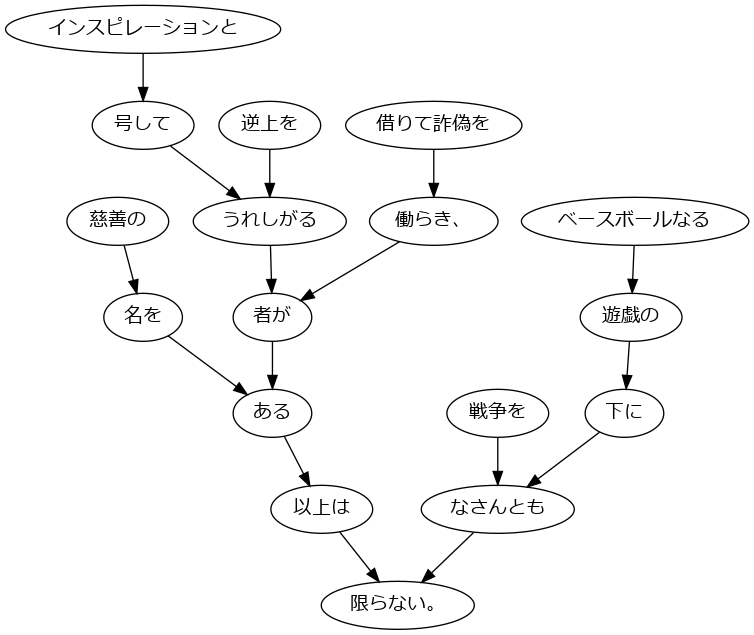 インスピレーションと
号して
逆上を
借りて詐偽を
慈善の
うれしがる
働らき、
ベースボールなる
名を
者が
遊戯の
ある
戦争を
下に
以上は
なさんとも
限らない。